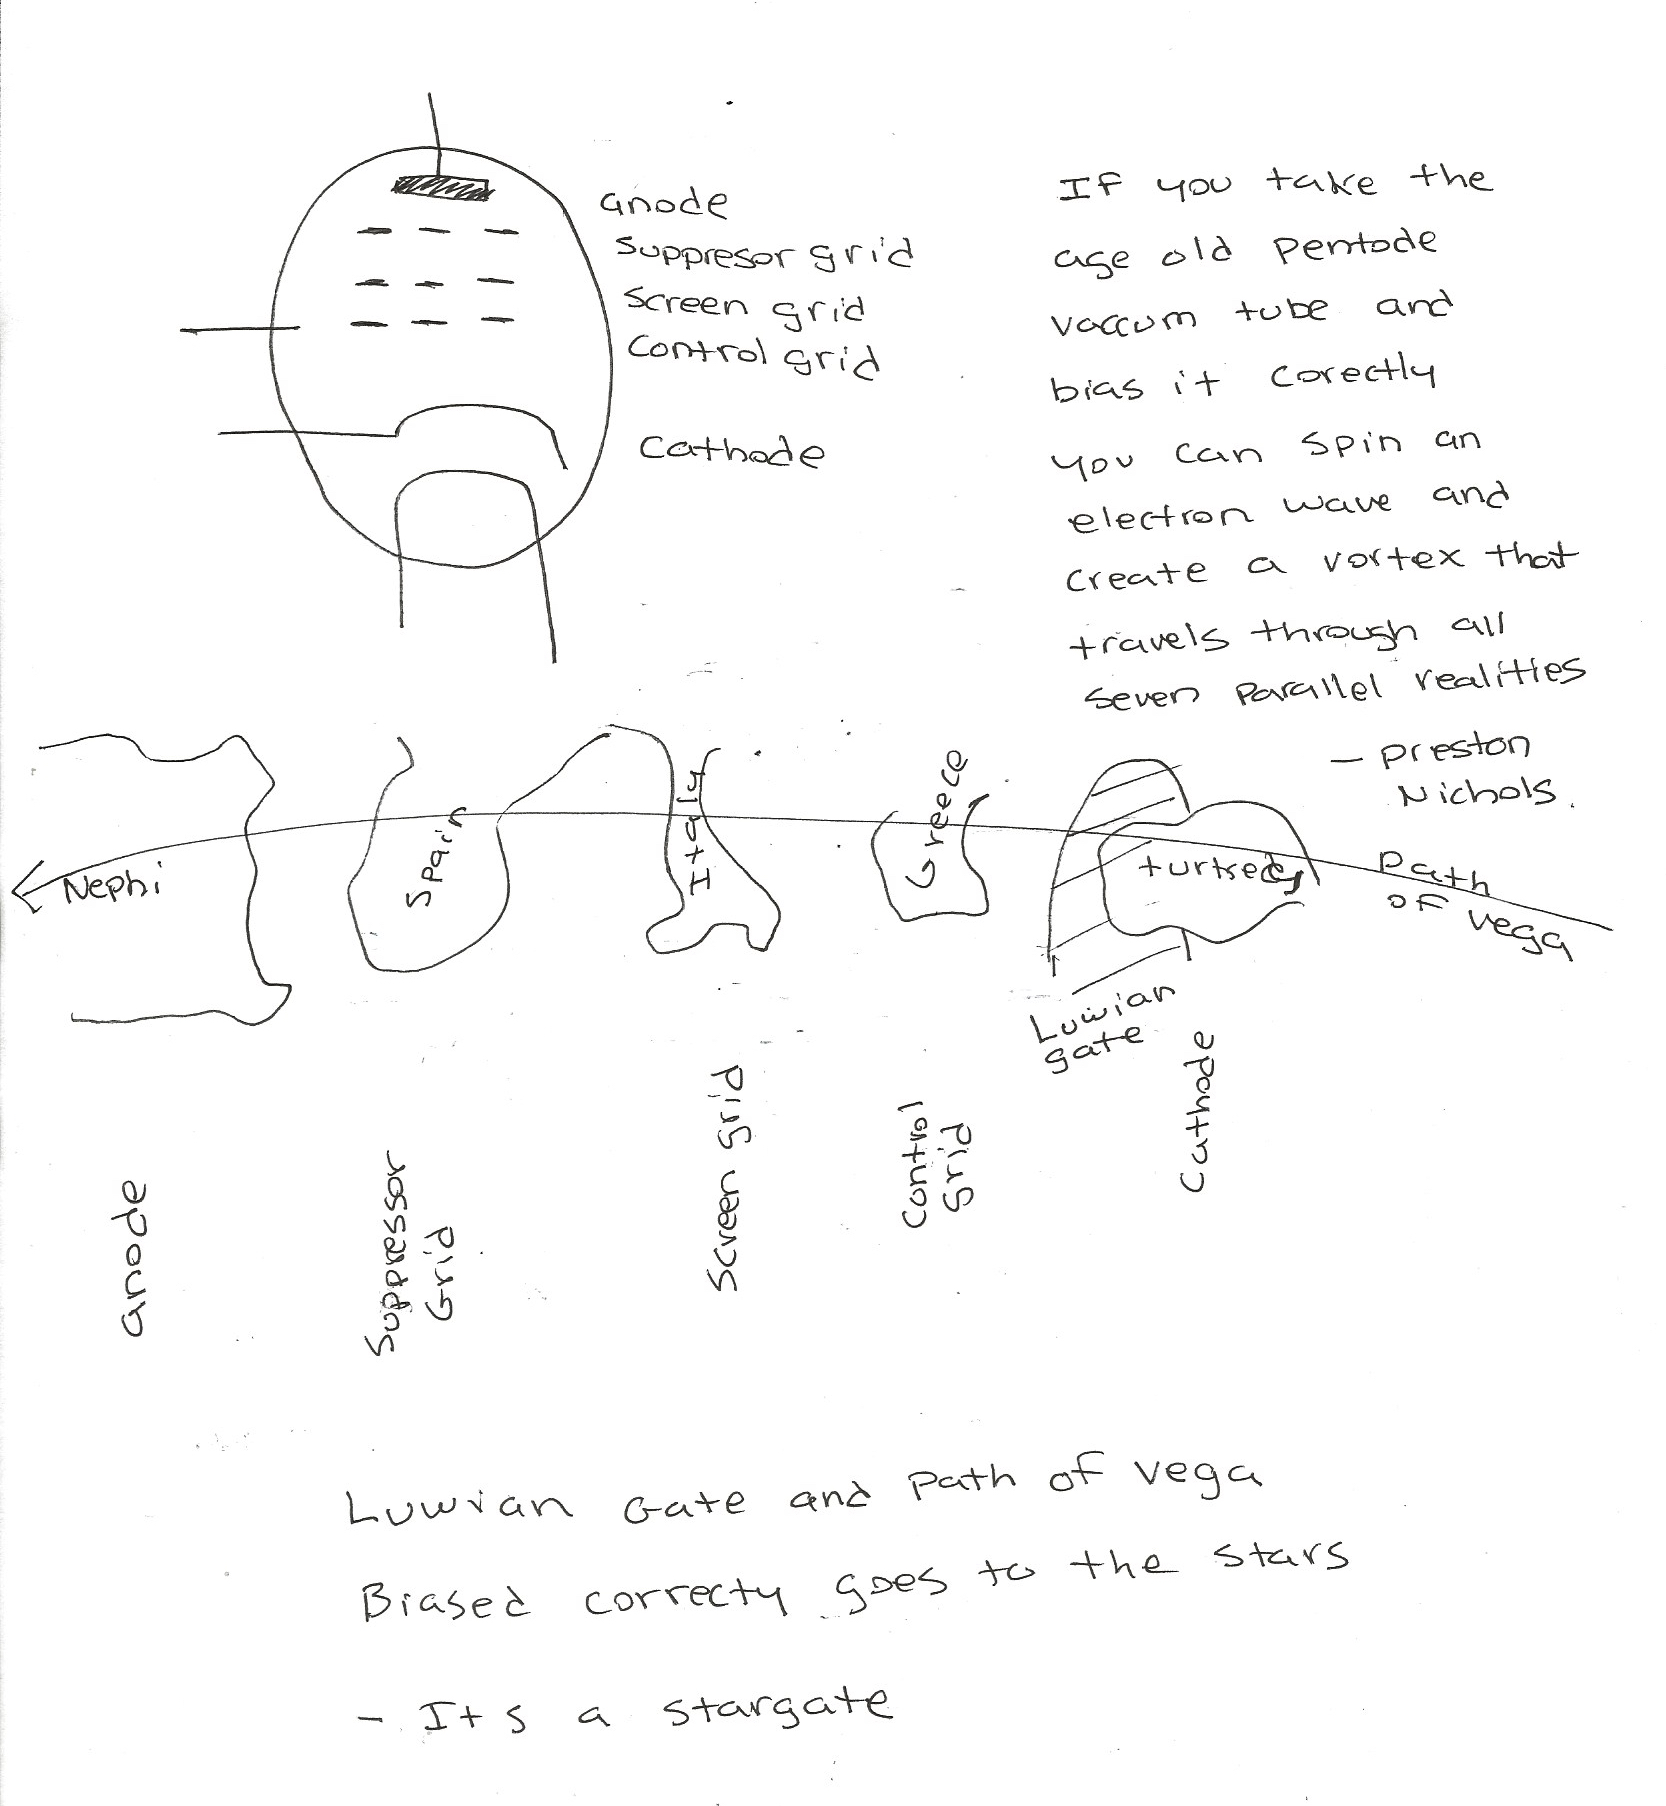 anode
suppresor grid
screen grid
control grid
Cathode
If you take the
age old pentode
vaccum tube and
bias it corectly
you can spin an
electron wave and
create a vortex that
travels through all
seven parallel realities
- Preston
Nichols.
Nephi
Spain
Italy
Greece
turkey
Path
of vega
Luwian
gate
anode
Suppressor
Grid
Screen grid
Control
grid
Cathode
Luwian Gate and Path of vega
Biased correcty goes to the stars
- Its a stargate